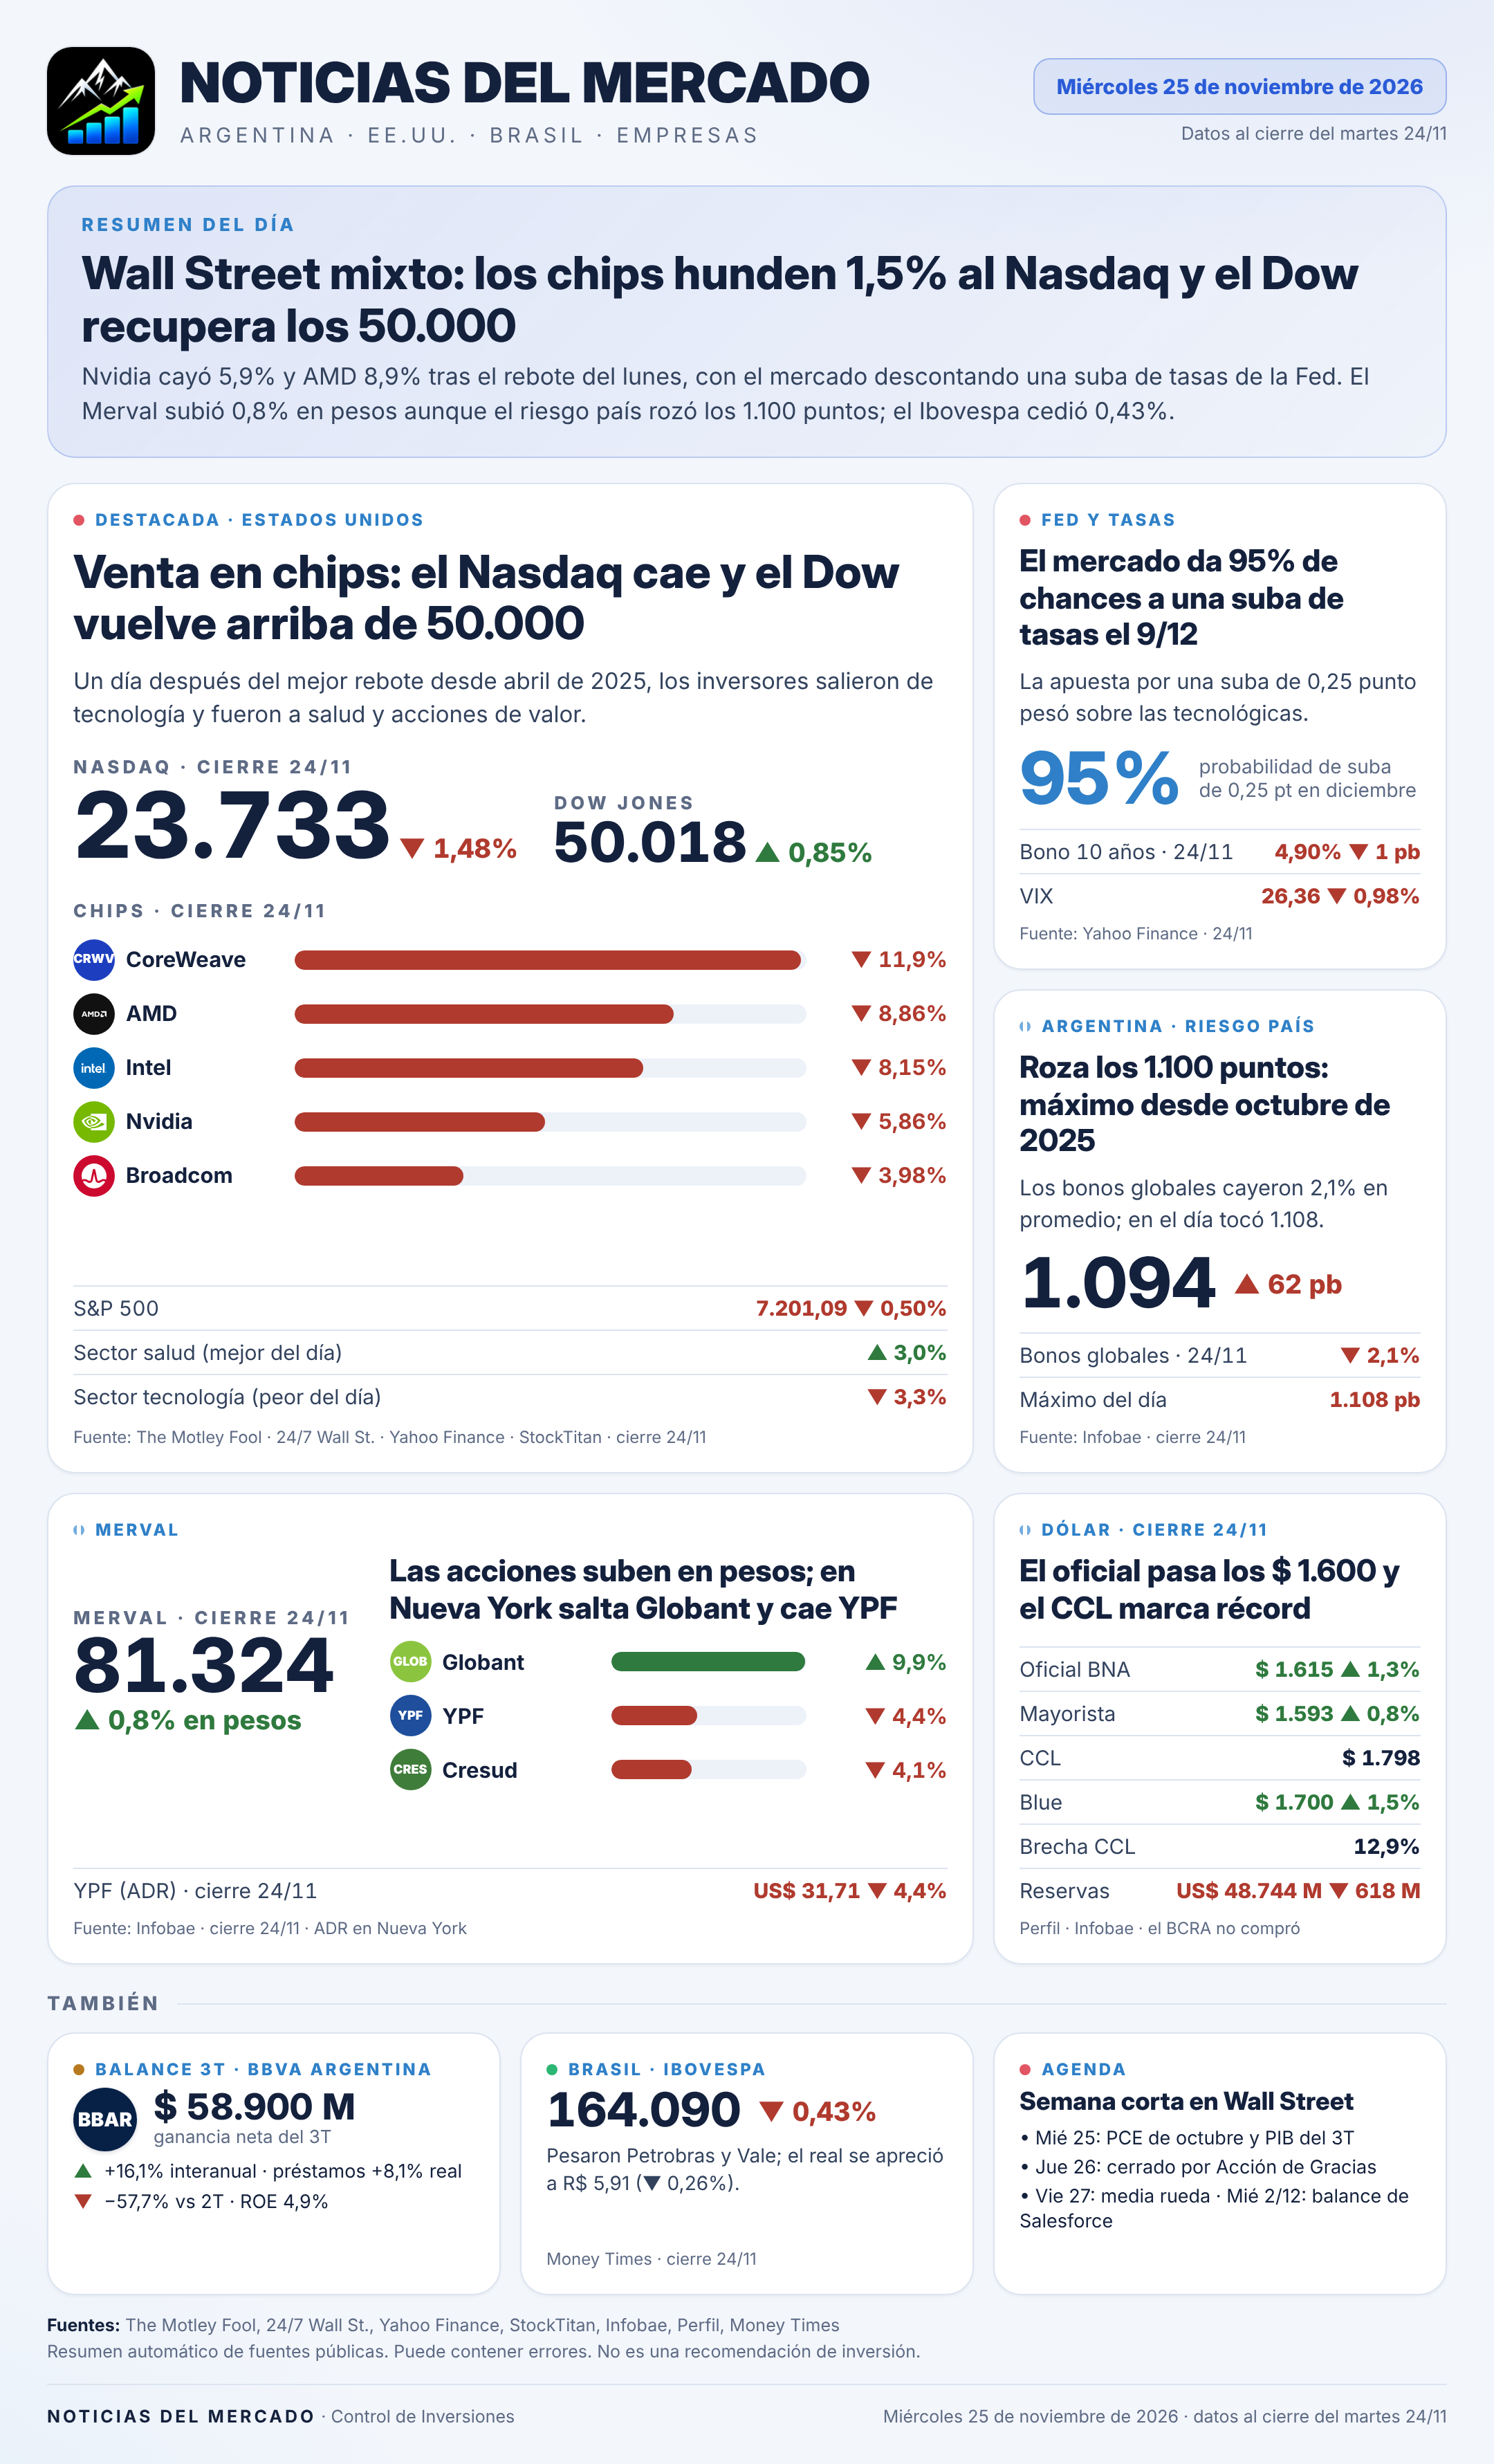 NOTICIAS DEL MERCADO
ARGENTINA · EE.UU. · BRASIL · EMPRESAS
Miércoles 25 de noviembre de 2026
Datos al cierre del martes 24/11
RESUMEN DEL DÍA
Wall Street mixto: los chips hunden 1,5% al Nasdaq y el Dow
recupera los 50.000
Nvidia cayó 5,9% y AMD 8,9% tras el rebote del lunes, con el mercado descontando una suba de tasas de la Fed. El
Merval subió 0,8% en pesos aunque el riesgo país rozó los 1.100 puntos; el Ibovespa cedió 0,43%.
DESTACADA · ESTADOS UNIDOS
Venta en chips: el Nasdaq cae y el Dow
vuelve arriba de 50.000
Un día después del mejor rebote desde abril de 2025, los inversores salieron de
tecnología y fueron a salud y acciones de valor.
NASDAQ · CIERRE 24/11
23.733 ▼ 1,48%
DOW JONES
50.018 ▲ 0,85%
CHIPS · CIERRE 24/11
CRWV CoreWeave ▼ 11,9%
AMD AMD ▼ 8,86%
intel Intel ▼ 8,15%
Nvidia ▼ 5,86%
Broadcom ▼ 3,98%
S&P 500 7.201,09 ▼ 0,50%
Sector salud (mejor del día) ▲ 3,0%
Sector tecnología (peor del día) ▼ 3,3%
Fuente: The Motley Fool · 24/7 Wall St. · Yahoo Finance · StockTitan · cierre 24/11
FED Y TASAS
El mercado da 95% de
chances a una suba de
tasas el 9/12
La apuesta por una suba de 0,25 punto
pesó sobre las tecnológicas.
95% probabilidad de suba
de 0,25 pt en diciembre
Bono 10 años · 24/11 4,90% ▼ 1 pb
VIX 26,36 ▼ 0,98%
Fuente: Yahoo Finance · 24/11
ARGENTINA · RIESGO PAÍS
Roza los 1.100 puntos:
máximo desde octubre de
2025
Los bonos globales cayeron 2,1% en
promedio; en el día tocó 1.108.
1.094 ▲ 62 pb
Bonos globales · 24/11 ▼ 2,1%
Máximo del día 1.108 pb
Fuente: Infobae · cierre 24/11
MERVAL
MERVAL · CIERRE 24/11
81.324
▲ 0,8% en pesos
Las acciones suben en pesos; en
Nueva York salta Globant y cae YPF
GLOB Globant ▲ 9,9%
YPF YPF ▼ 4,4%
CRES Cresud ▼ 4,1%
YPF (ADR) · cierre 24/11 US$ 31,71 ▼ 4,4%
Fuente: Infobae · cierre 24/11 · ADR en Nueva York
DÓLAR · CIERRE 24/11
El oficial pasa los $ 1.600 y
el CCL marca récord
Oficial BNA $ 1.615 ▲ 1,3%
Mayorista $ 1.593 ▲ 0,8%
CCL $ 1.798
Blue $ 1.700 ▲ 1,5%
Brecha CCL 12,9%
Reservas US$ 48.744 M ▼ 618 M
Perfil · Infobae · el BCRA no compró
TAMBIÉN
BALANCE 3T · BBVA ARGENTINA
BBAR $ 58.900 M
ganancia neta del 3T
▲ +16,1% interanual · préstamos +8,1% real
▼ −57,7% vs 2T · ROE 4,9%
BRASIL · IBOVESPA
164.090 ▼ 0,43%
Pesaron Petrobras y Vale; el real se apreció
a R$ 5,91 (▼ 0,26%).
Money Times · cierre 24/11
AGENDA
Semana corta en Wall Street
• Mié 25: PCE de octubre y PIB del 3T
• Jue 26: cerrado por Acción de Gracias
• Vie 27: media rueda · Mié 2/12: balance de
Salesforce
Fuentes: The Motley Fool, 24/7 Wall St., Yahoo Finance, StockTitan, Infobae, Perfil, Money Times
Resumen automático de fuentes públicas. Puede contener errores. No es una recomendación de inversión.
NOTICIAS DEL MERCADO · Control de Inversiones
Miércoles 25 de noviembre de 2026 · datos al cierre del martes 24/11